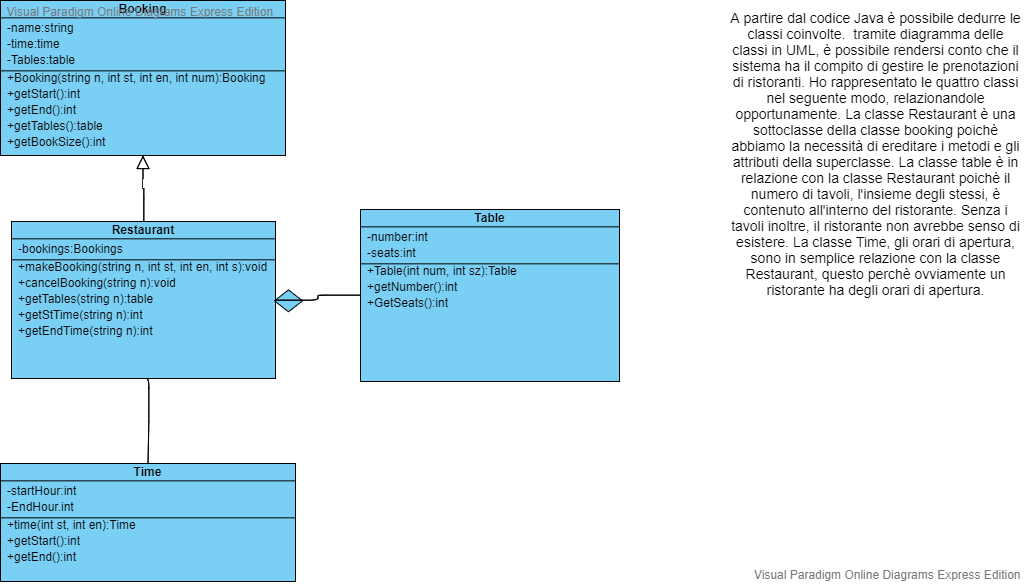 Visual Paradigm Online Diagrams Express Edition
Booking
-name:string
-time:time
-Tables:table
+Booking(string n, int st, int en, int num):Booking
+getStart():int
+getEnd():int
+getTables():table
+getBookSize():int
Restaurant
-bookings:Bookings
+makeBooking(string n, int st, int en, int s):void
+cancelBooking(string n):void
+getTables(string n):table
+getStTime(string n):int
+getEndTime(string n):int
Table
-number:int
-seats:int
+Table(int num, int sz):Table
+getNumber():int
+GetSeats():int
Time
-startHour:int
-EndHour.int
+time(int st, int en):Time
+getStart():int
+getEnd():int
A partire dal codice Java è possibile dedurre le
classi coinvolte.  tramite diagramma delle
classi in UML, è possibile rendersi conto che il
sistema ha il compito di gestire le prenotazioni
di ristoranti. Ho rappresentato le quattro classi
nel seguente modo, relazionandole
opportunamente. La classe Restaurant è una
sottoclasse della classe booking poichè
abbiamo la necessità di ereditare i metodi e gli
attributi della superclasse. La classe table è in
relazione con la classe Restaurant poichè il
numero di tavoli, l'insieme degli stessi, è
contenuto all'interno del ristorante. Senza i
tavoli inoltre, il ristorante non avrebbe senso di
esistere. La classe Time, gli orari di apertura,
sono in semplice relazione con la classe
Restaurant, questo perchè ovviamente un
ristorante ha degli orari di apertura.
Visual Paradigm Online Diagrams Express Edition